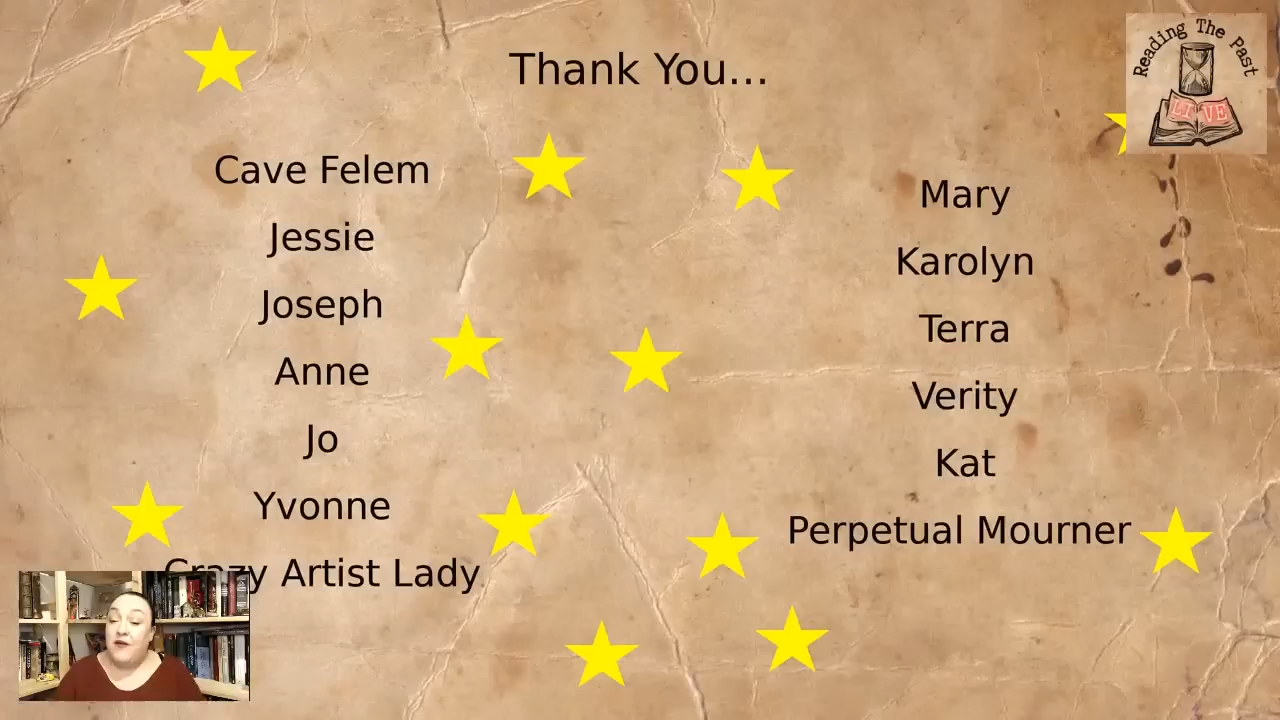 Thank You...
Cave Felem
Jessie
Joseph
Anne
Jo
Yvonne
Crazy Artist Lady
Mary
Karolyn
Terra
Verity
Kat
Perpetual Mourner
Reading The Past
LIVE